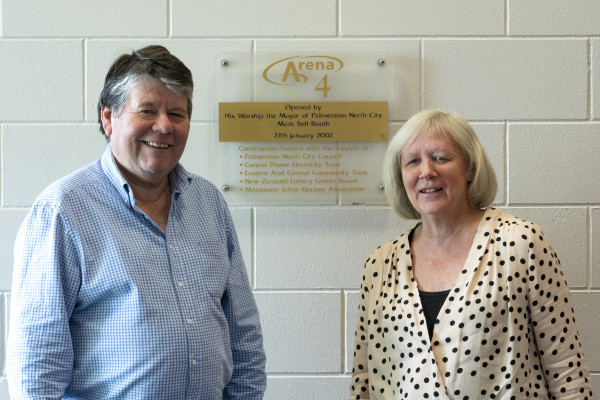 Arena
4
Opened by
His Worship the Mayor of Palmerston North City
Mark Bell-Booth
27th January 2002
Construction funded with the support of:
• Palmerston North City Council
• Central Power Electricity Trust
• Eastern And Central Community Trust
• New Zealand Lottery Grants Board
• Manawatu Inline Hockey Association